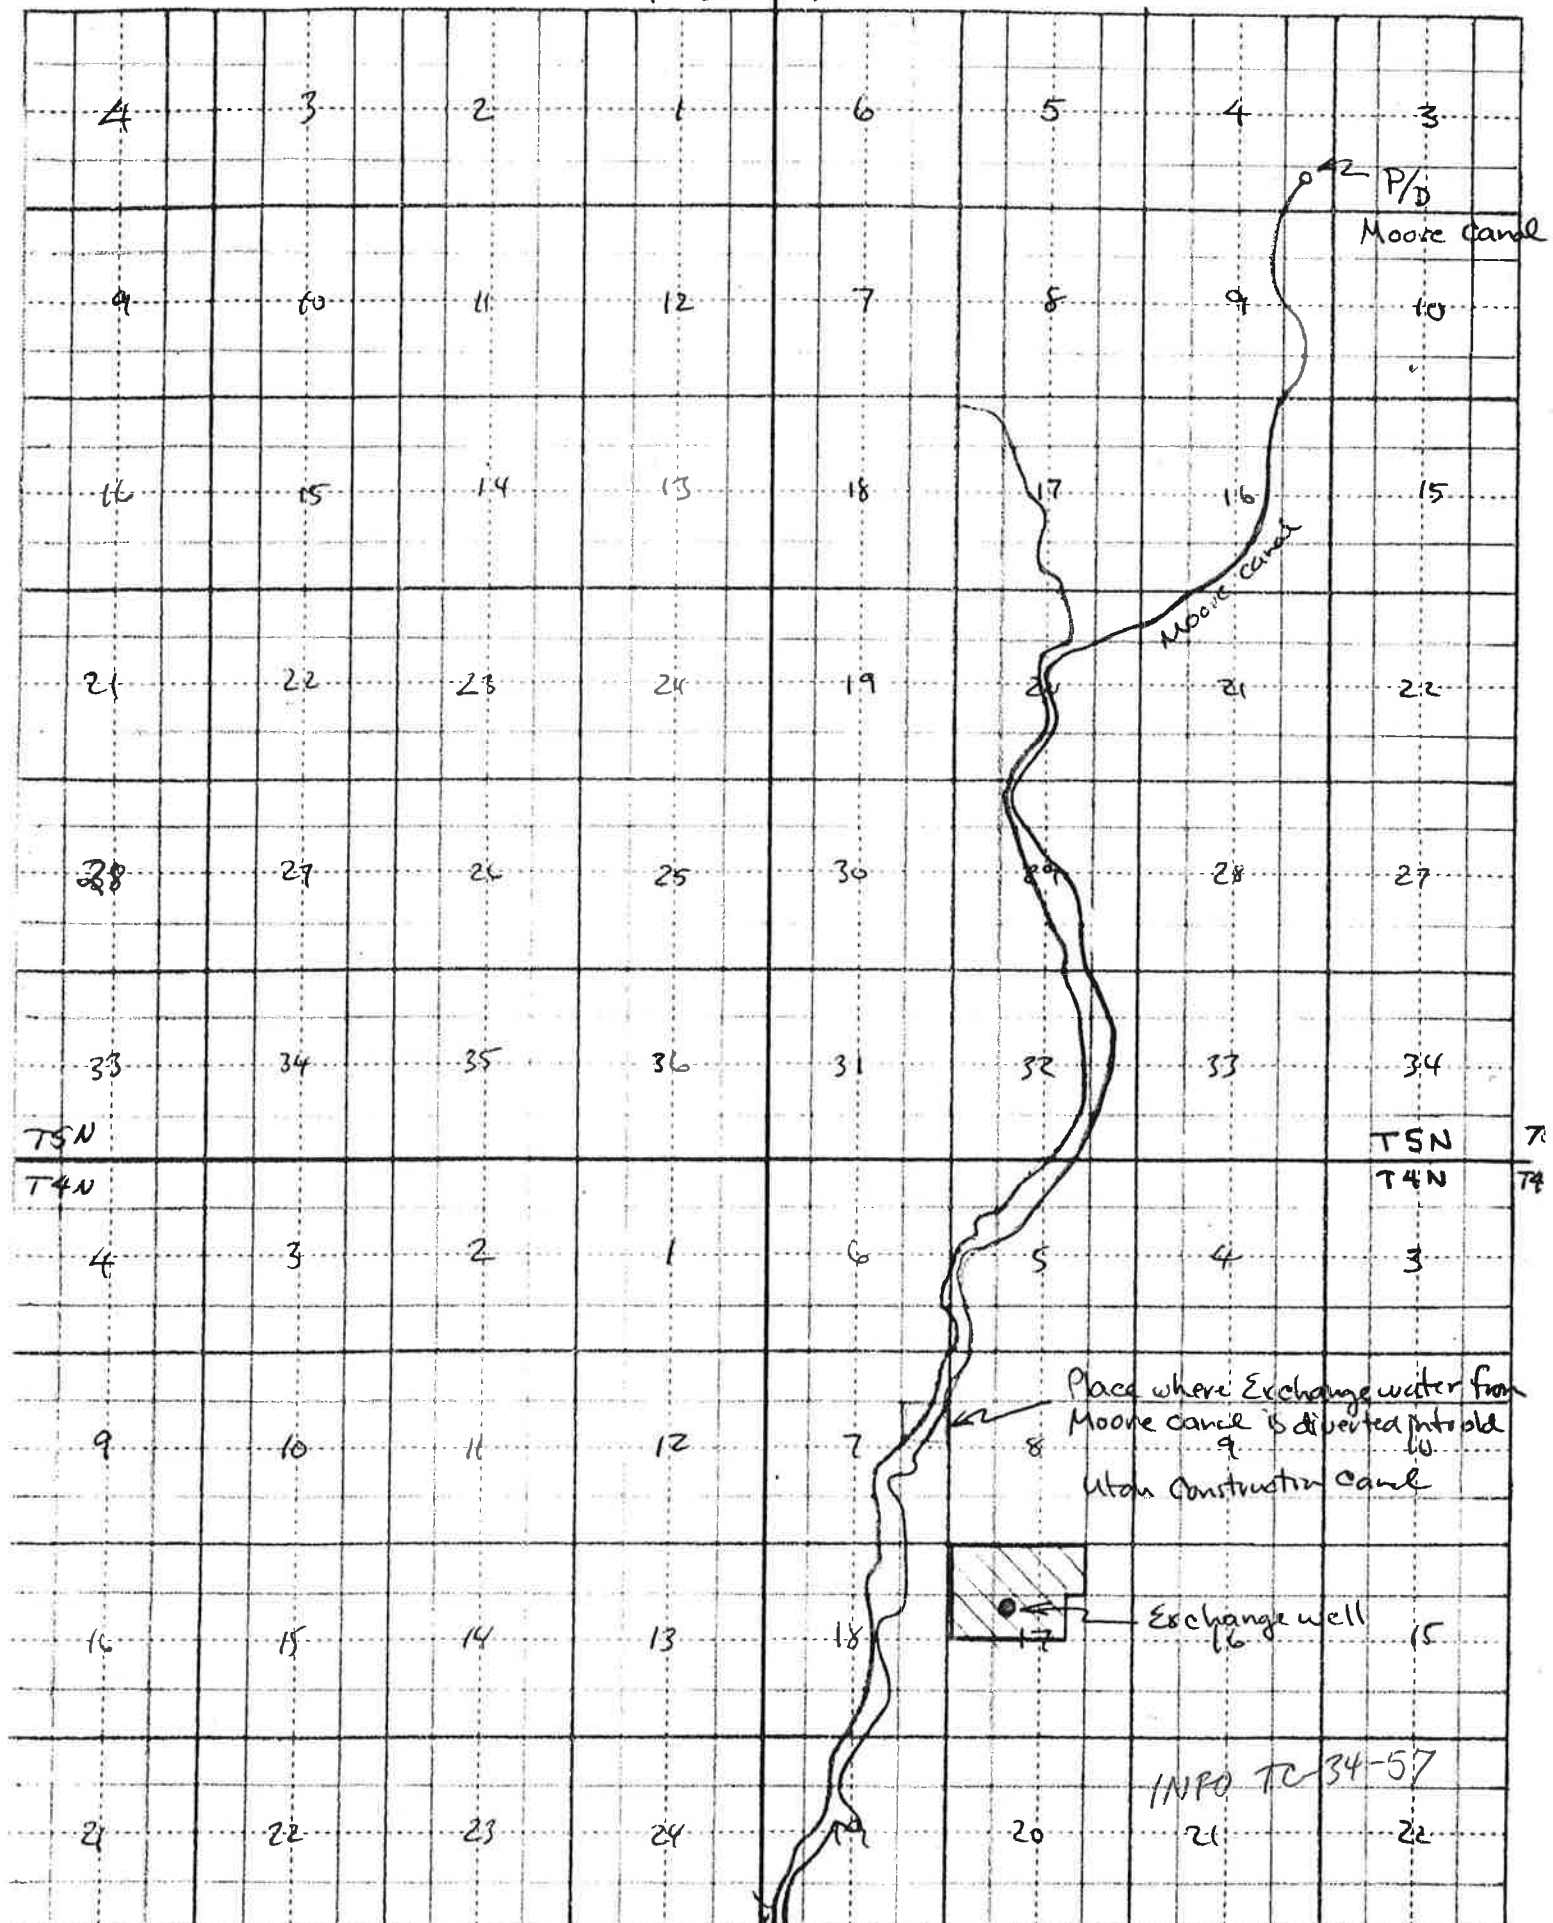 4 3 2 1 6 5 4 3
P/D
Moore Canal
9 10 11 12 7 8 9 10
16 15 14 13 18 17 16 15
Moore canal
21 22 23 24 19 20 21 22
28 27 26 25 30 29 28 27
33 34 35 36 31 32 33 34
T5N T5N
T4N T4N T4
4 3 2 1 6 5 4 3
Place where Exchange water from
Moore canal is diverted into old
9 10 11 12 7 8 9 10
Utah Construction Canal
Exchange well
16 15 14 13 18 17 16 15
INFO TC-34-57
21 22 23 24 19 20 21 22